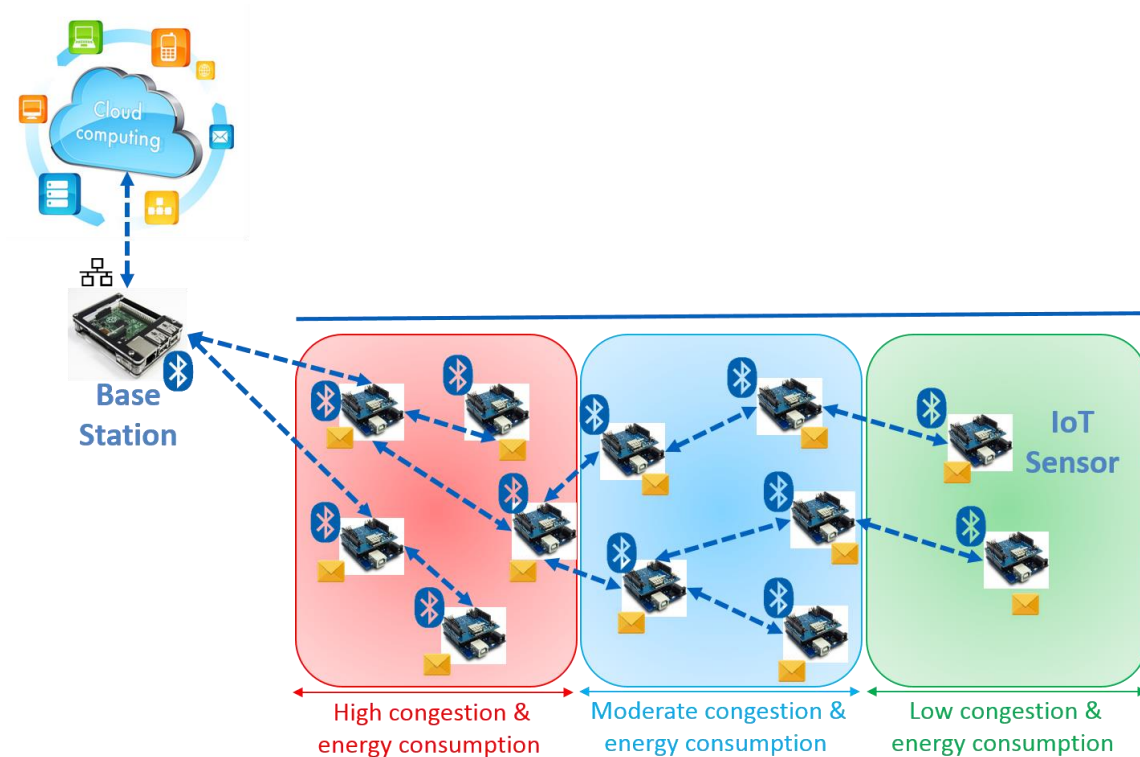 Cloud
computing
Base
Station
IoT
Sensor
High congestion &
energy consumption
Moderate congestion &
energy consumption
Low congestion &
energy consumption